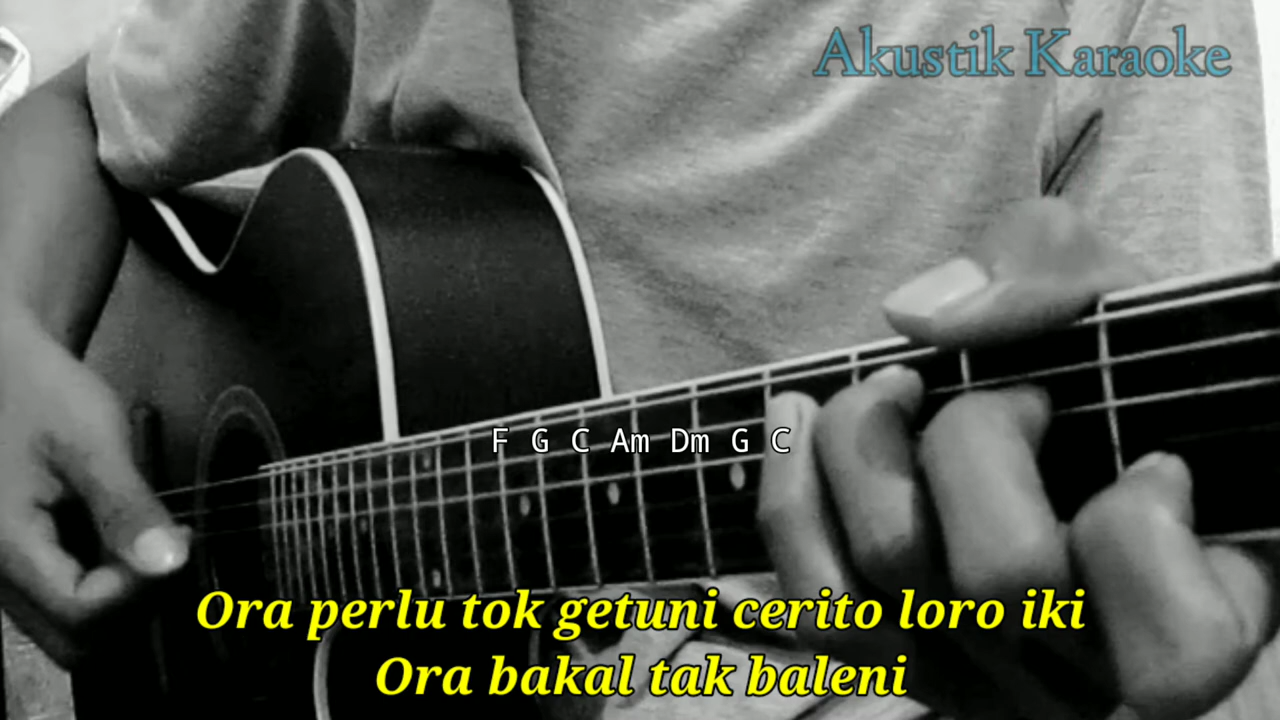 Akustik Karaoke
F G C Am Dm G C
Ora perlu tok getuni cerito loro iki
Ora bakal tak baleni